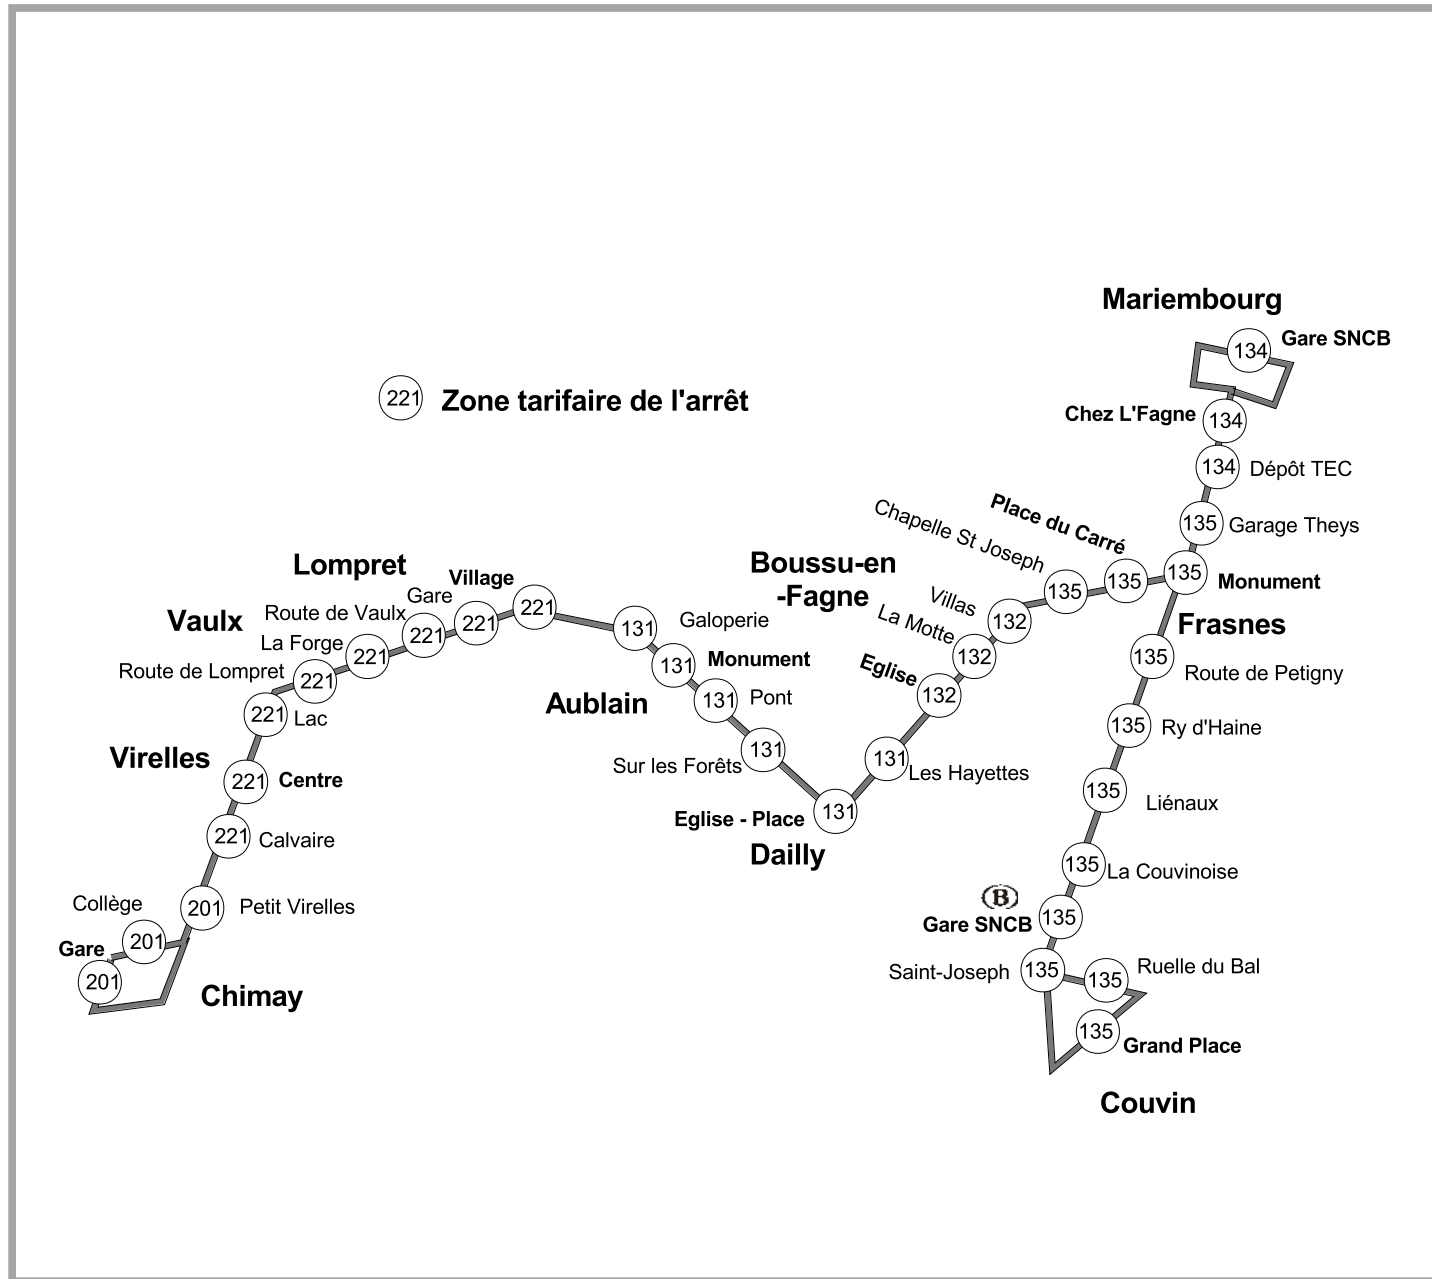 Mariembourg
134 Gare SNCB
221 Zone tarifaire de l'arrêt
Chez L'Fagne 134
134 Dépôt TEC
Place du Carré
Chapelle St Joseph
135 Garage Theys
Lompret
Boussu-en
-Fagne
Village
135
135
135 Monument
Gare
Villas
Vaulx
Route de Vaulx
221
221
221
132
La Motte
Frasnes
131 Galoperie
La Forge
221
221
Route de Lompret
221
131 Monument
Eglise
132
132
135
Route de Petigny
Aublain
131 Pont
221 Lac
135 Ry d'Haine
Virelles
Sur les Forêts 131
131 Les Hayettes
221 Centre
135 Liénaux
Eglise - Place 131
Dailly
221 Calvaire
135 La Couvinoise
B
Collège
201 Petit Virelles
Gare SNCB 135
Gare
201
201
Saint-Joseph 135
135 Ruelle du Bal
Chimay
135 Grand Place
Couvin